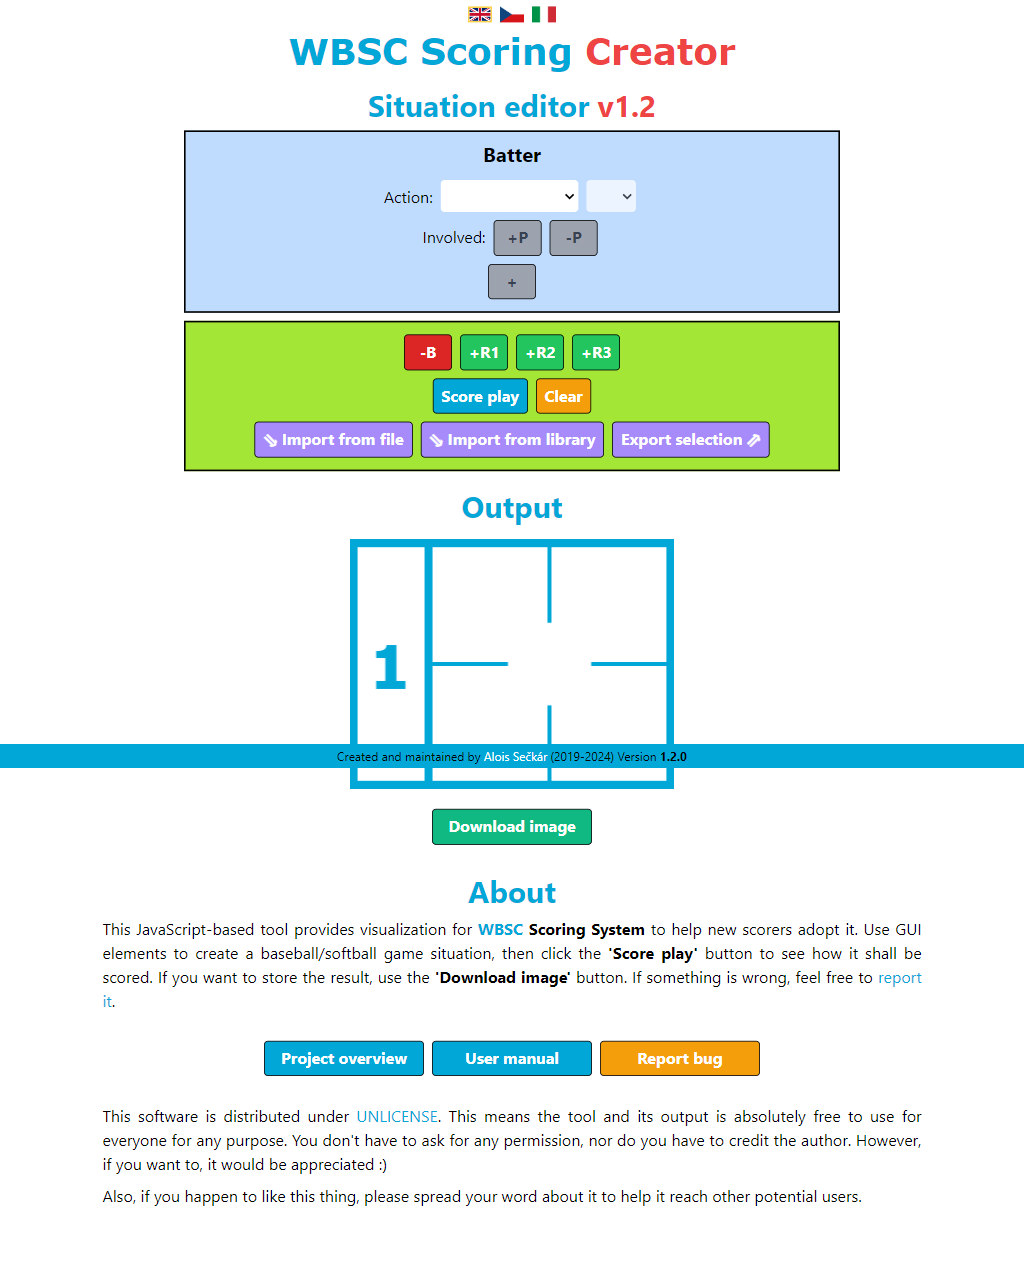 WBSC Scoring Creator
Situation editor v1.2
Batter
Action:
Involved: +P -P
+
-B +R1 +R2 +R3
Score play Clear
⇘ Import from file ⇘ Import from library Export selection ⇗
Output
1
Created and maintained by Alois Sečkár (2019-2024) Version 1.2.0
Download image
About
This JavaScript-based tool provides visualization for WBSC Scoring System to help new scorers adopt it. Use GUI
elements to create a baseball/softball game situation, then click the 'Score play' button to see how it shall be
scored. If you want to store the result, use the 'Download image' button. If something is wrong, feel free to report
it.
Project overview User manual Report bug
This software is distributed under UNLICENSE. This means the tool and its output is absolutely free to use for
everyone for any purpose. You don't have to ask for any permission, nor do you have to credit the author. However,
if you want to, it would be appreciated :)
Also, if you happen to like this thing, please spread your word about it to help it reach other potential users.